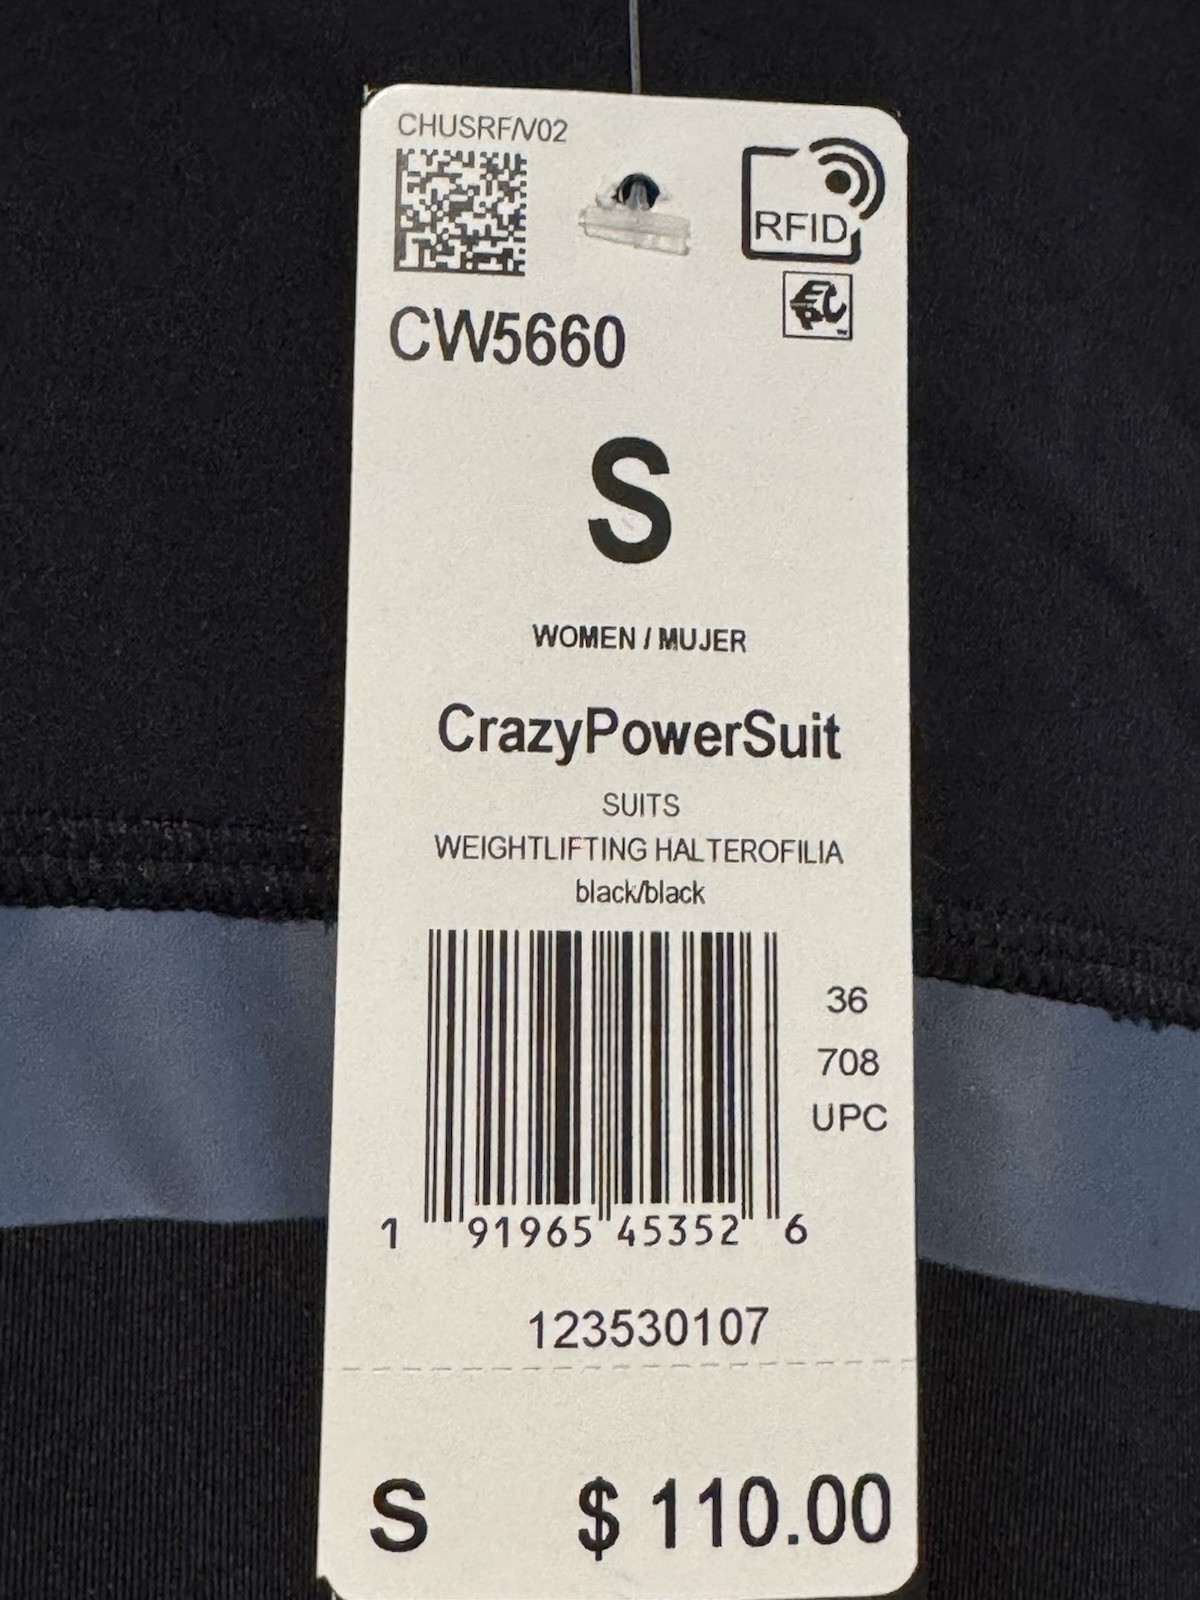 CHUSRF/V02
RFID
EPC
CW5660
S
WOMEN / MUJER
CrazyPowerSuit
SUITS
WEIGHTLIFTING HALTEROFILIA
black/black
36
708
UPC
1 91965 45352 6
123530107
S $ 110.00